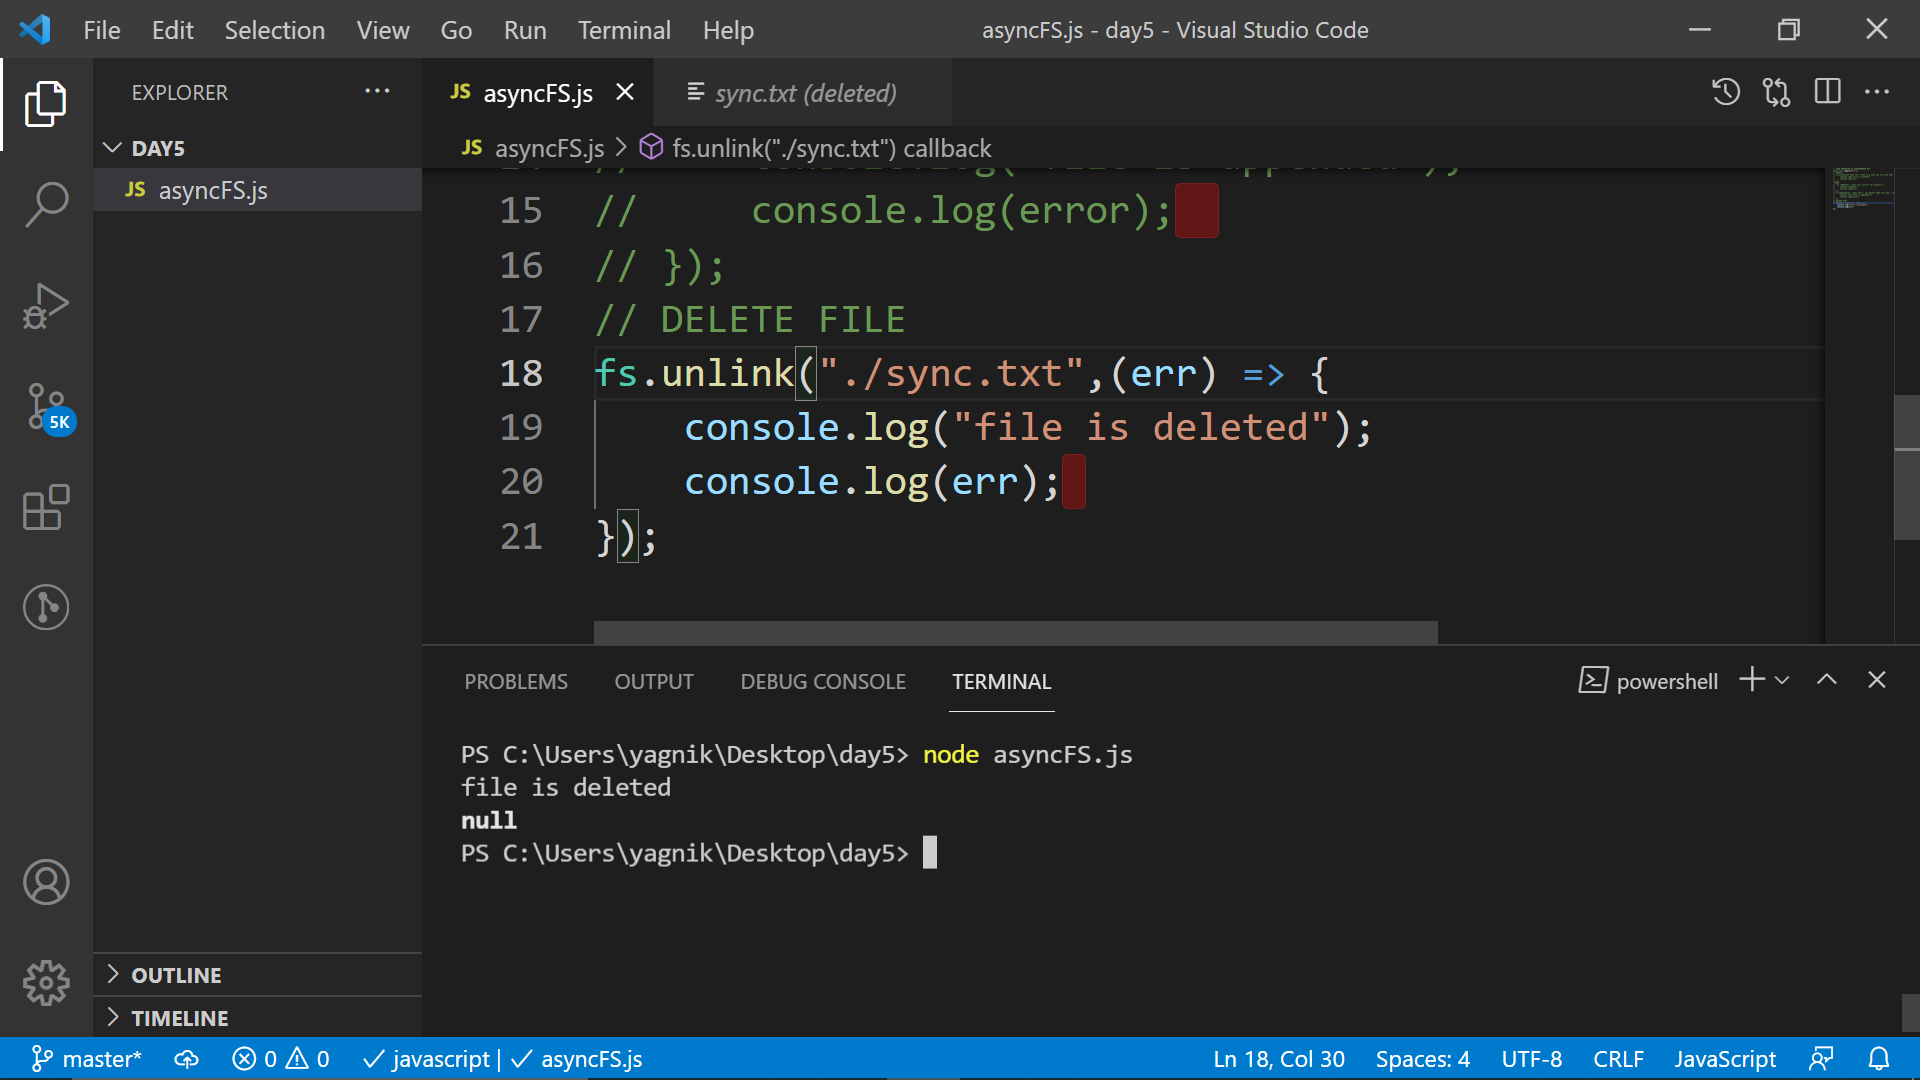 File Edit Selection View Go Run Terminal Help asyncFS.js - day5 - Visual Studio Code
EXPLORER
JS asyncFS.js
sync.txt (deleted)
JS asyncFS.js > fs.unlink("./sync.txt") callback
DAY5
JS asyncFS.js
15 // console.log(error);
16 // });
17 // DELETE FILE
18 fs.unlink("./sync.txt",(err) => {
19 console.log("file is deleted");
20 console.log(err);
21 });
5K
PROBLEMS OUTPUT DEBUG CONSOLE TERMINAL powershell
PS C:\Users\yagnik\Desktop\day5> node asyncFS.js
file is deleted
null
PS C:\Users\yagnik\Desktop\day5>
OUTLINE
TIMELINE
master* 0 0 javascript | asyncFS.js Ln 18, Col 30 Spaces: 4 UTF-8 CRLF JavaScript